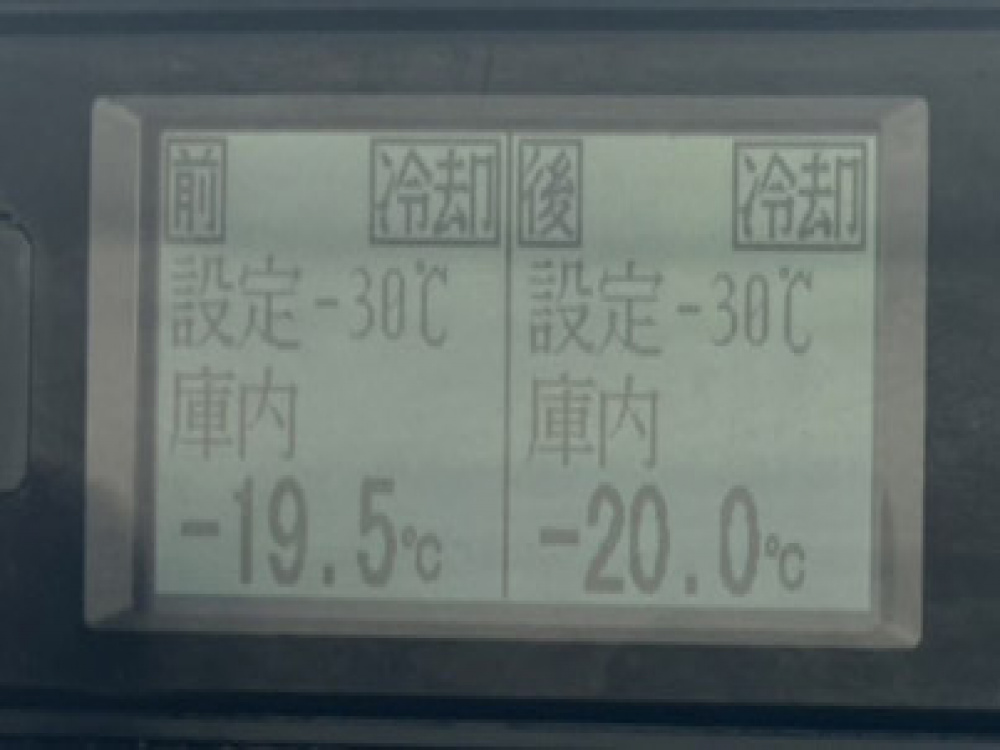 前 冷却
設定-30℃
庫内
-19.5℃
後 冷却
設定-30℃
庫内
-20.0℃